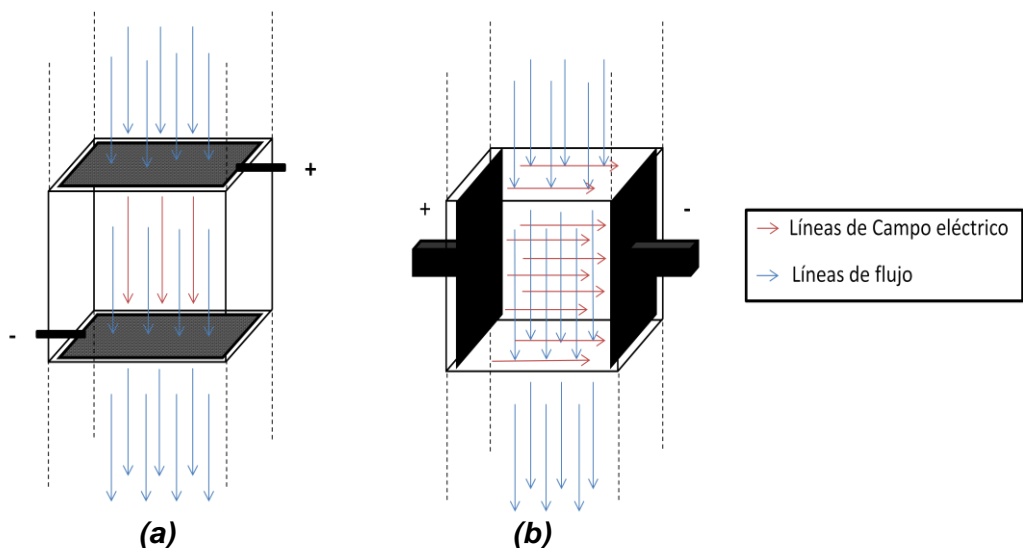 +
-
(a)
+
-
(b)
Líneas de Campo eléctrico
Líneas de flujo